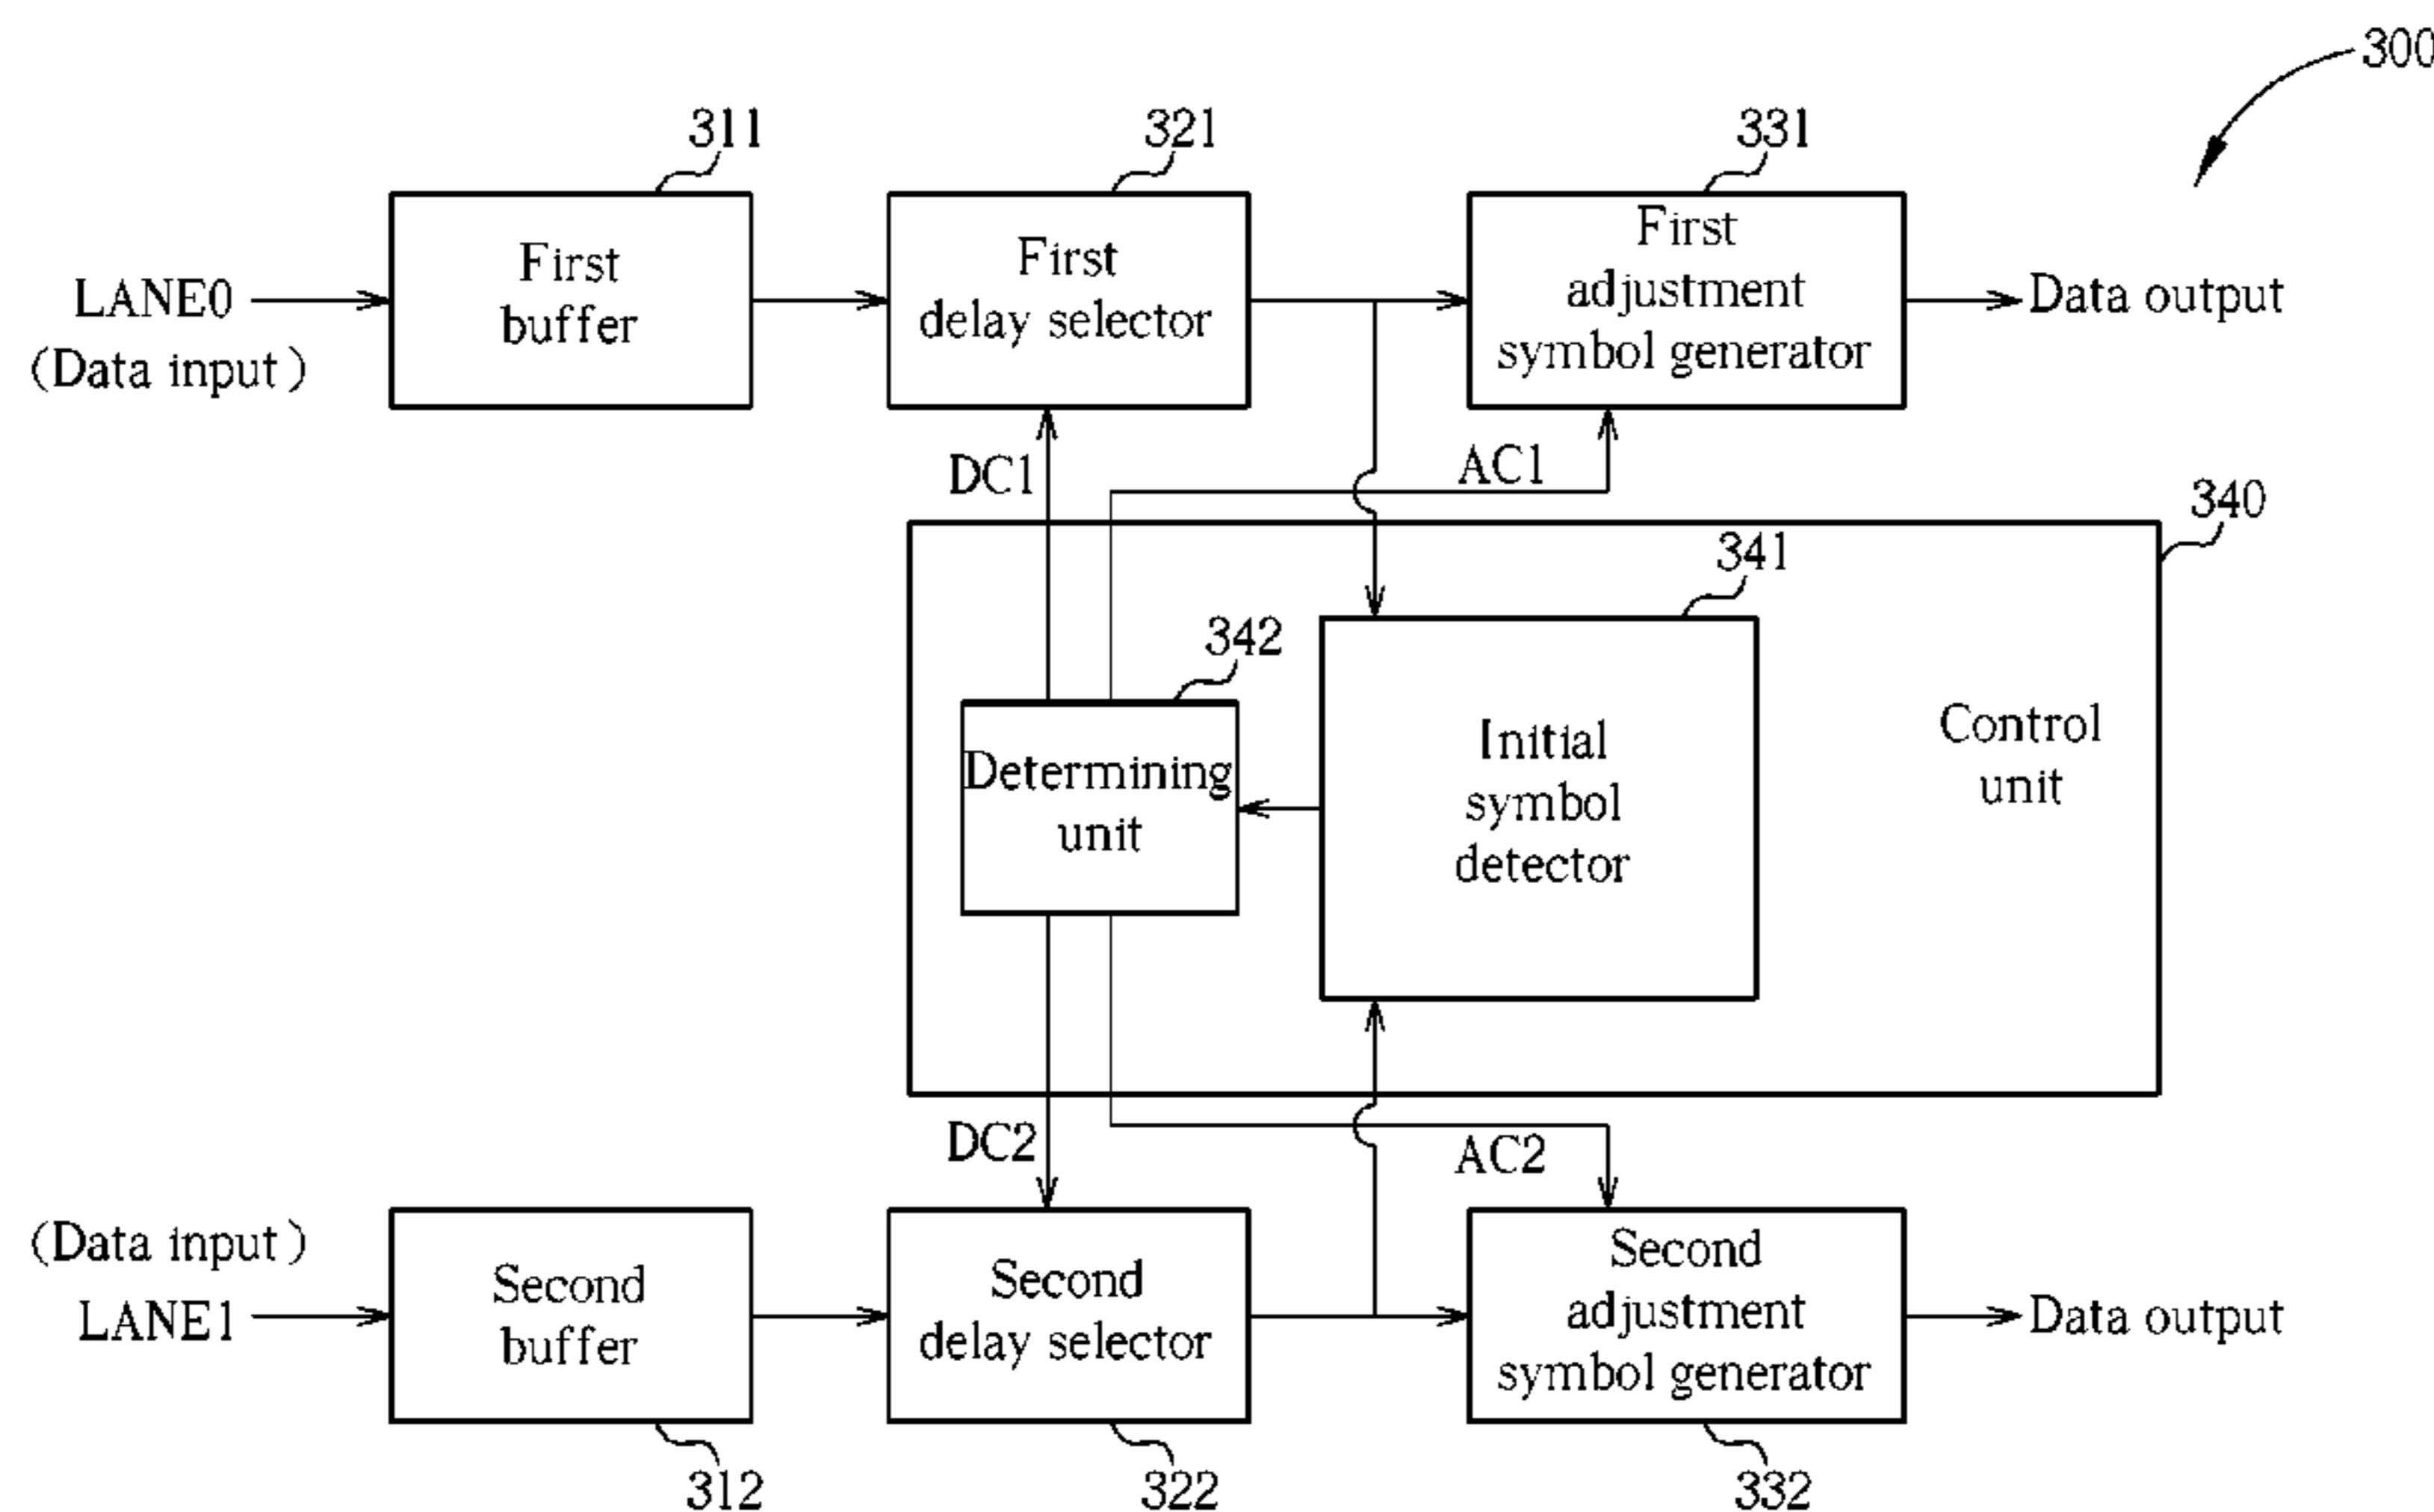 300
311
321
331
LANE0
(Data input)
First
buffer
First
delay selector
First
adjustment
symbol generator
Data output
DC1
AC1
340
341
342
Determining
unit
Initial
symbol
detector
Control
unit
DC2
AC2
(Data input)
LANE1
Second
buffer
Second
delay selector
Second
adjustment
symbol generator
Data output
312
322
332